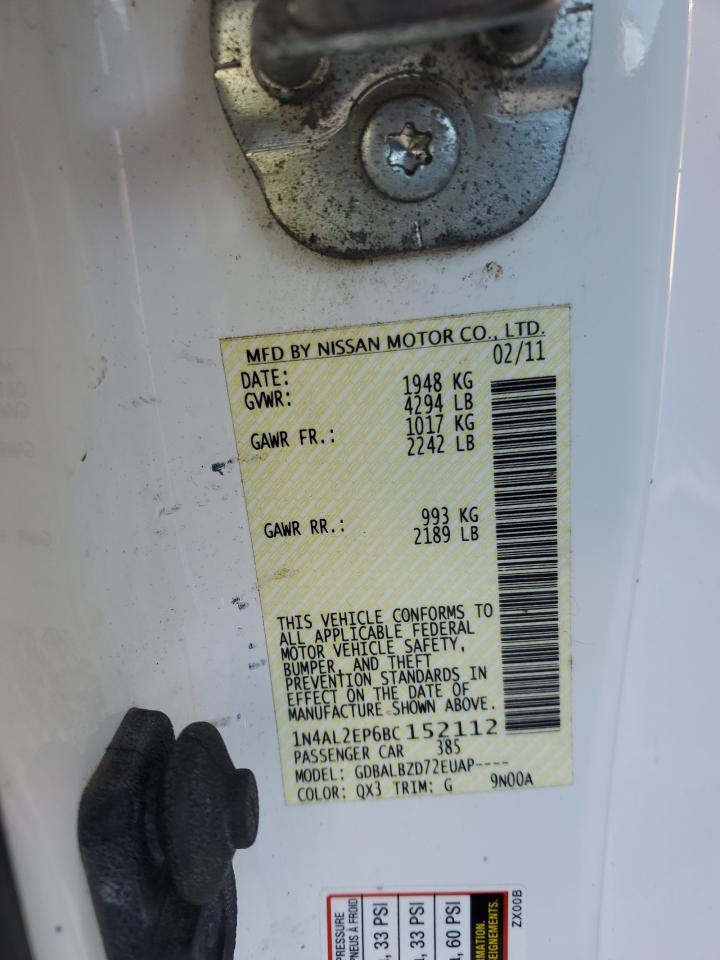 MFD BY NISSAN MOTOR CO., LTD.
DATE: 02/11
GVWR: 1948 KG
4294 LB
GAWR FR.: 1017 KG
2242 LB
GAWR RR.: 993 KG
2189 LB
THIS VEHICLE CONFORMS TO
ALL APPLICABLE FEDERAL
MOTOR VEHICLE SAFETY,
BUMPER, AND THEFT
PREVENTION STANDARDS IN
EFFECT ON THE DATE OF
MANUFACTURE SHOWN ABOVE.
1N4AL2EP6BC152112
PASSENGER CAR 385
MODEL: GDBALBZD72EUAP----
COLOR: QX3 TRIM: G 9N00A
PRESSURE
PNEUS À FROID
, 33 PSI
, 33 PSI
, 60 PSI
ZX00B